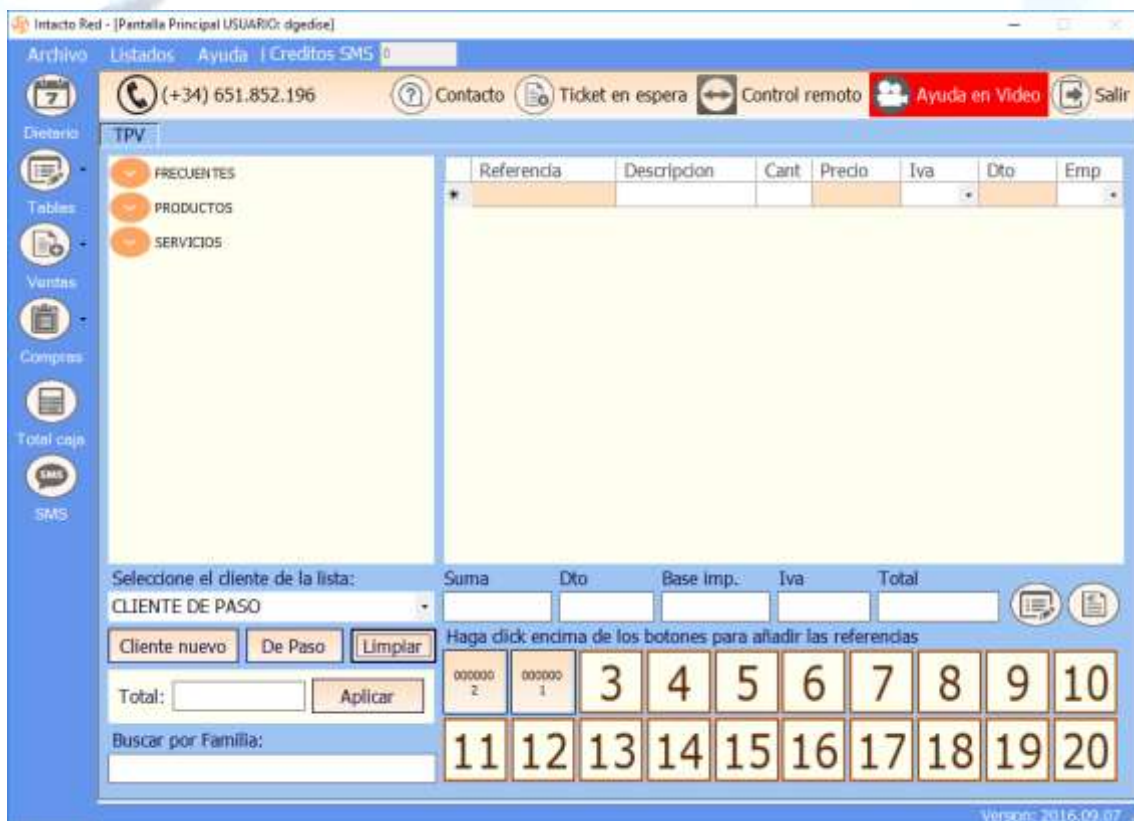 Intacto Red - [Pantalla Principal USUARIO: dgedise]
Archivo Listados Ayuda | Creditos SMS 0
7 (+34) 651.852.196 ? Contacto Ticket en espera Control remoto Ayuda en Video Salir
Dietario
TPV
Tablas
Ventas
Compras
Total caja
SMS
SMS
FRECUENTES
PRODUCTOS
SERVICIOS
Referencia Descripcion Cant Precio Iva Dto Emp
*
Seleccione el cliente de la lista:
CLIENTE DE PASO
Cliente nuevo De Paso Limpiar
Total: Aplicar
Buscar por Familia:
Suma Dto Base imp. Iva Total
Haga click encima de los botones para añadir las referencias
000000 2 000000 1 3 4 5 6 7 8 9 10
11 12 13 14 15 16 17 18 19 20
Version: 2016.09.07